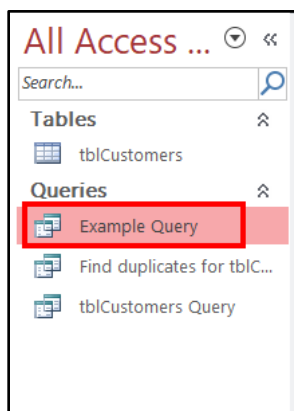 All Access ...
Search...
Tables
tblCustomers
Queries
Example Query
Find duplicates for tblC...
tblCustomers Query